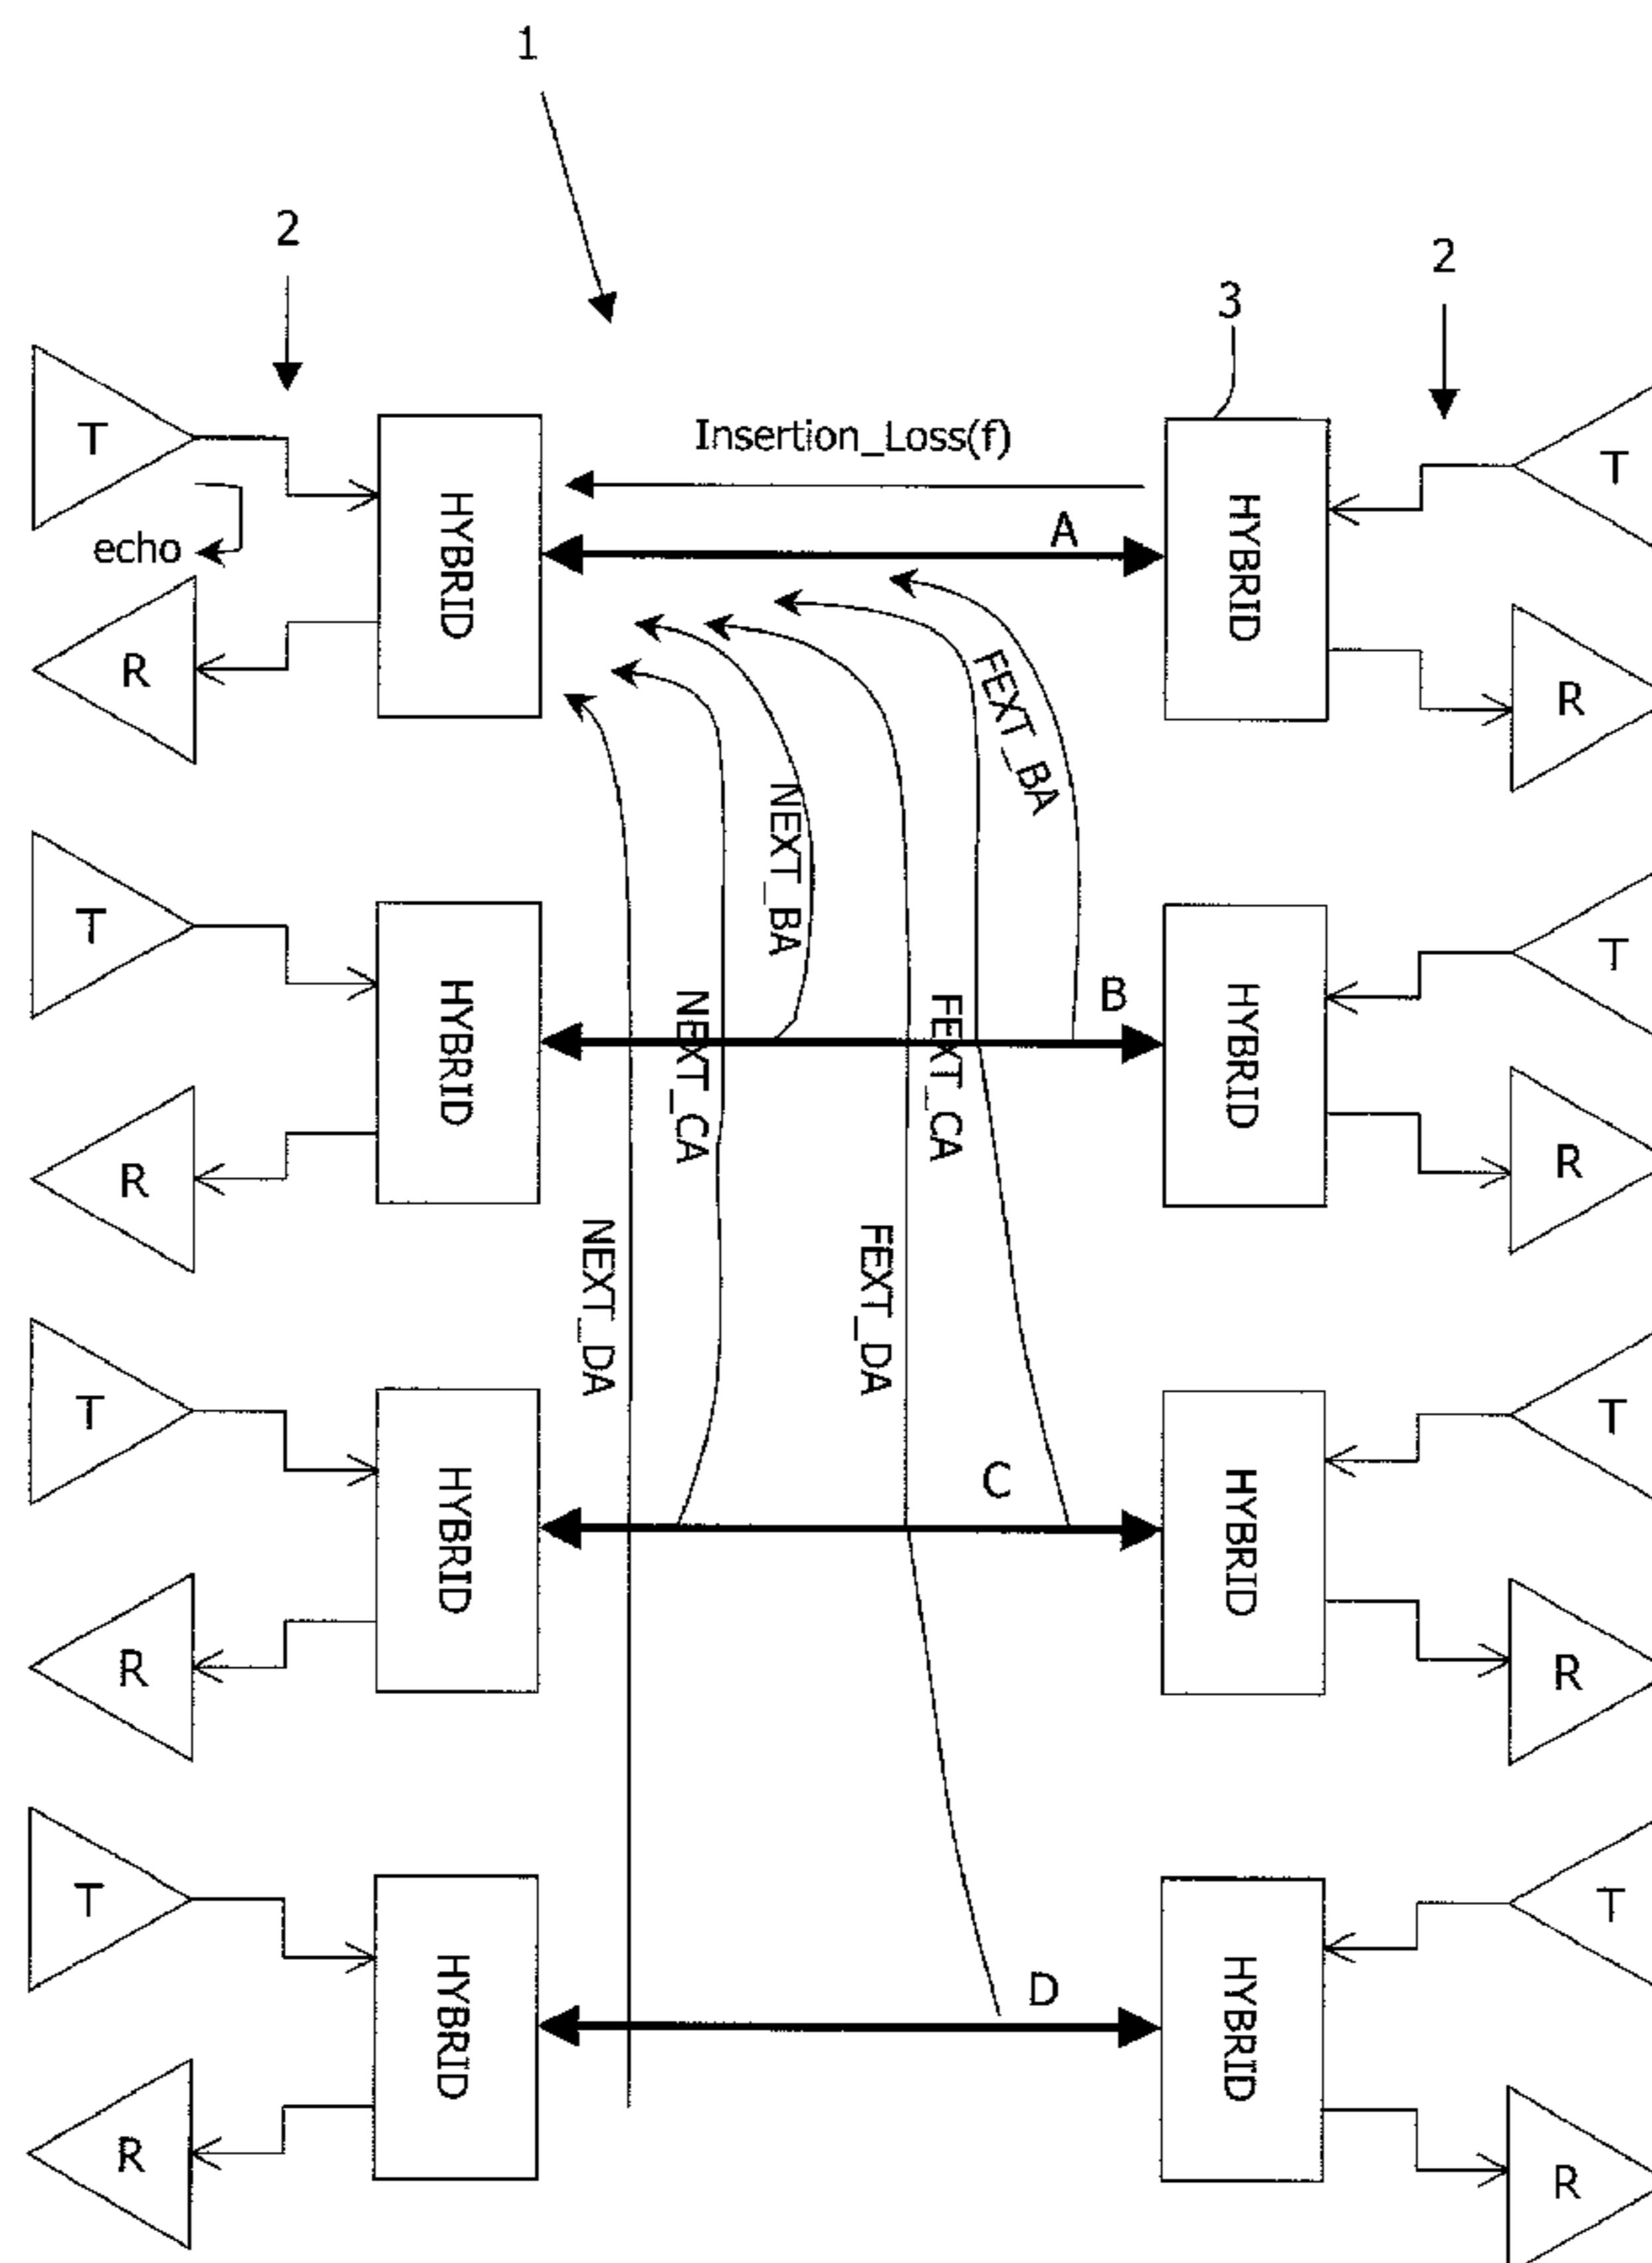 1
2
2
3
T
Insertion_Loss(f)
T
HYBRID
A
HYBRID
echo
R
R
FEXT_BA
NEXT_BA
T
T
HYBRID
B
HYBRID
NEXT_CA
FEXT_CA
R
R
NEXT_DA
FEXT_DA
T
T
HYBRID
C
HYBRID
R
R
T
T
HYBRID
D
HYBRID
R
R